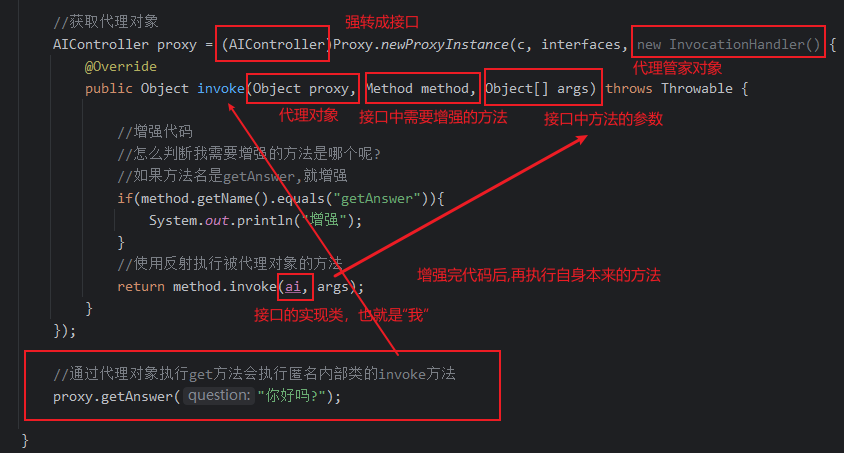 //获取代理对象
强转成接口
AIController proxy = (AIController)Proxy.newProxyInstance(c, interfaces, new InvocationHandler() {
@Override
代理管家对象
public Object invoke(Object proxy, Method method, Object[] args) throws Throwable {
代理对象
接口中需要增强的方法
接口中方法的参数
//增强代码
//怎么判断我需要增强的方法是哪个呢?
//如果方法名是getAnswer,就增强
if(method.getName().equals("getAnswer")){
System.out.println("增强");
}
//使用反射执行被代理对象的方法
增强完代码后,再执行自身本来的方法
return method.invoke(ai, args);
}
接口的实现类，也就是“我”
});
//通过代理对象执行get方法会执行匿名内部类的invoke方法
proxy.getAnswer( question: "你好吗?");
}